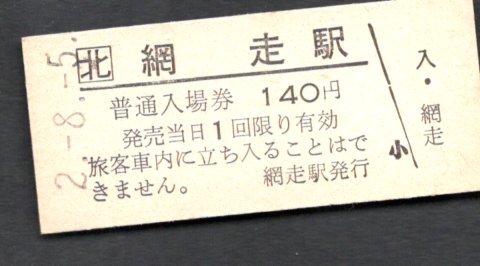 2.-8.-5.
北 網走駅
普通入場券 140円
発売当日1回限り有効
旅客車内に立ち入ることはで
きません。 網走駅発行
入・網走
小